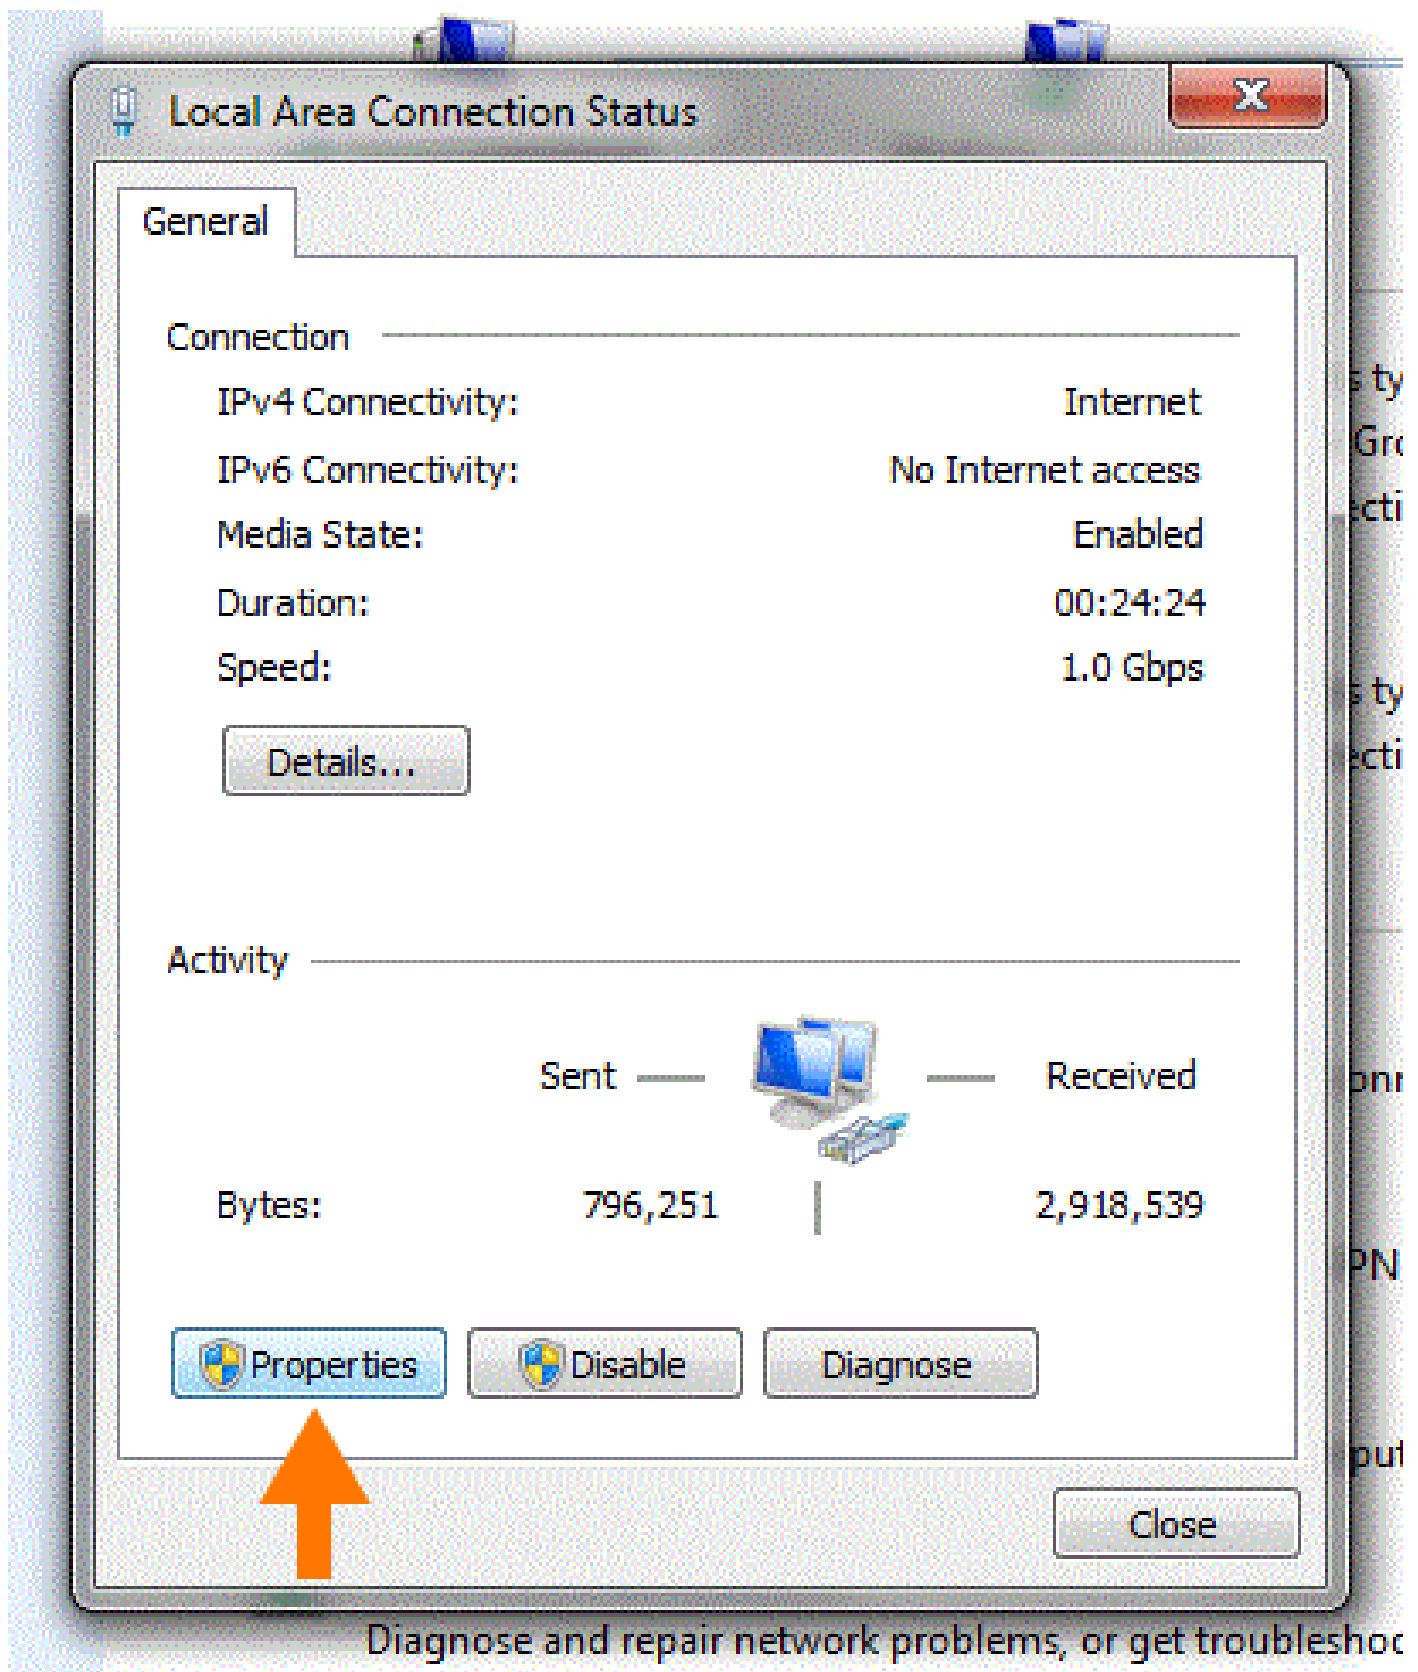 Local Area Connection Status
General
Connection
IPv4 Connectivity: Internet
IPv6 Connectivity: No Internet access
Media State: Enabled
Duration: 00:24:24
Speed: 1.0 Gbps
Details...
Activity
Sent Received
Bytes: 796,251 2,918,539
Properties Disable Diagnose
Close
Diagnose and repair network problems, or get